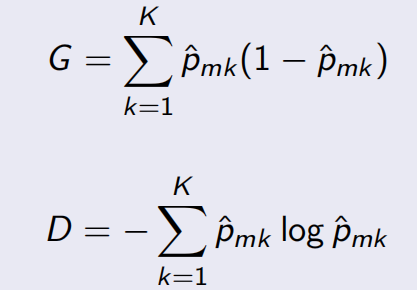 G = \sum_{k=1}^{K} \hat{p}_{mk}(1 - \hat{p}_{mk})
D = -\sum_{k=1}^{K} \hat{p}_{mk} \log \hat{p}_{mk}